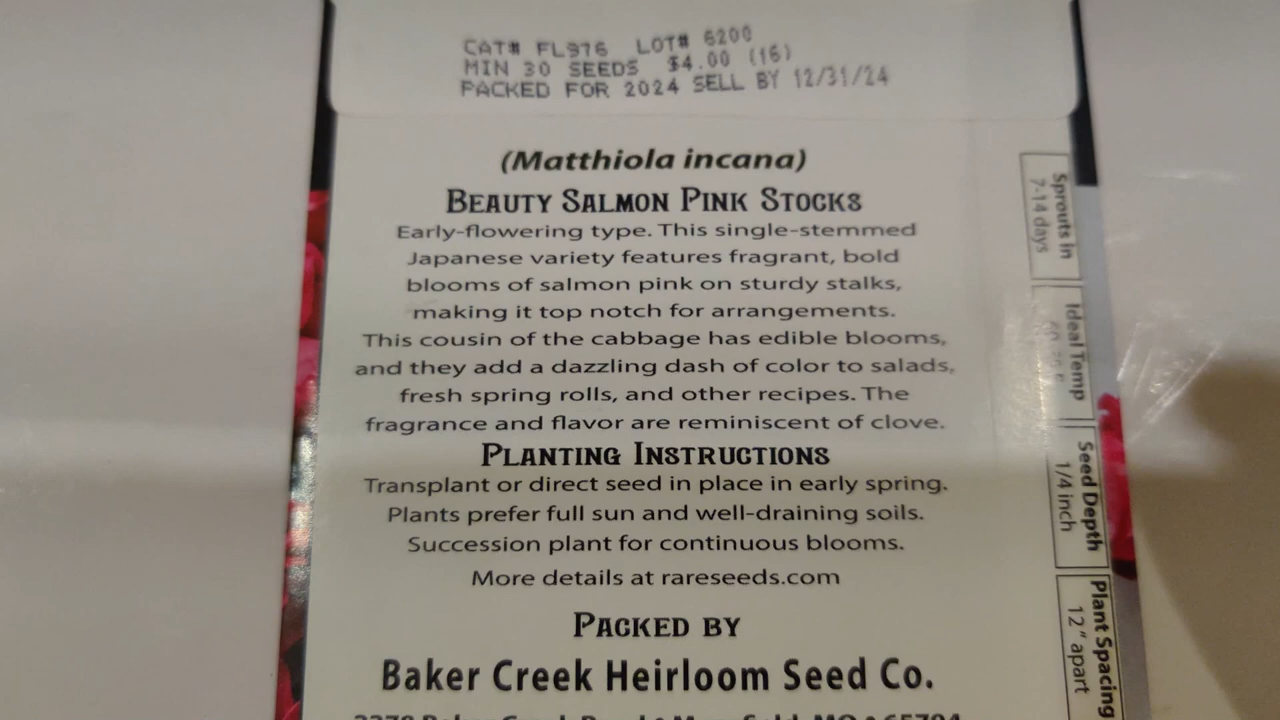 CAT# FL976 LOT# 6200
MIN 30 SEEDS $4.00 (16)
PACKED FOR 2024 SELL BY 12/31/24
(Matthiola incana)
BEAUTY SALMON PINK STOCKS
Early-flowering type. This single-stemmed
Japanese variety features fragrant, bold
blooms of salmon pink on sturdy stalks,
making it top notch for arrangements.
This cousin of the cabbage has edible blooms,
and they add a dazzling dash of color to salads,
fresh spring rolls, and other recipes. The
fragrance and flavor are reminiscent of clove.
PLANTING INSTRUCTIONS
Transplant or direct seed in place in early spring.
Plants prefer full sun and well-draining soils.
Succession plant for continuous blooms.
More details at rareseeds.com
PACKED BY
Baker Creek Heirloom Seed Co.
Sprouts in
7-14 days
Ideal Temp
Seed Depth
1/4 inch
Plant Spacing
12" apart